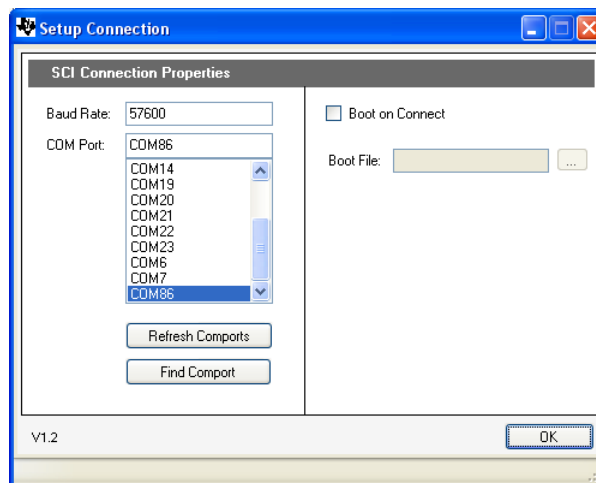 Setup Connection
SCI Connection Properties
Baud Rate: 57600
COM Port: COM86
COM14
COM19
COM20
COM21
COM22
COM23
COM6
COM7
COM86
Refresh Comports
Find Comport
Boot on Connect
Boot File: ...
V1.2
OK